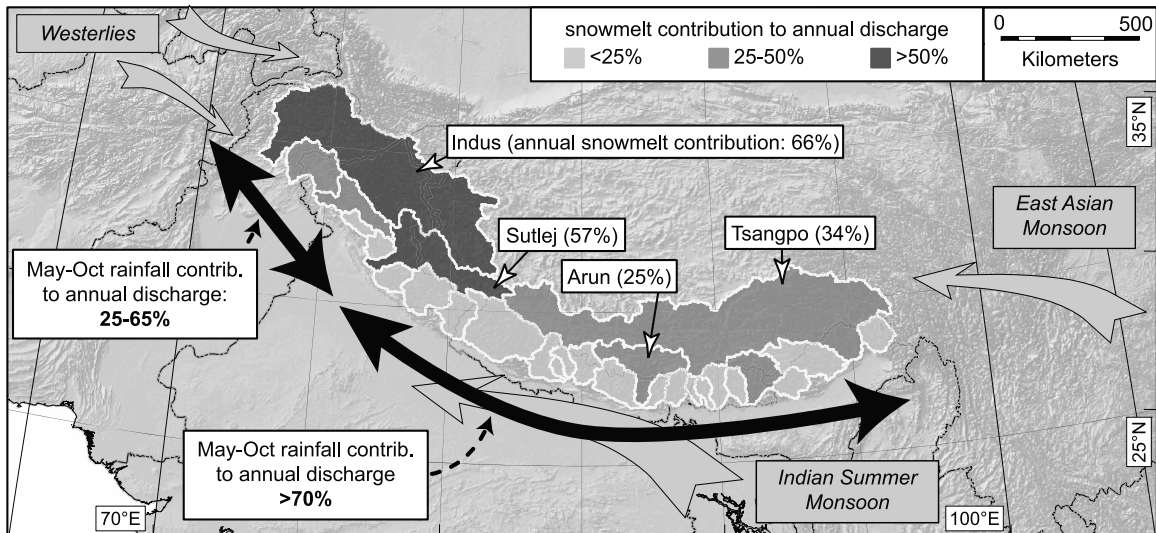 Westerlies
snowmelt contribution to annual discharge
<25%
25-50%
>50%
0
500
Kilometers
35°N
Indus (annual snowmelt contribution: 66%)
East Asian
Monsoon
Sutlej (57%)
Tsangpo (34%)
Arun (25%)
May-Oct rainfall contrib.
to annual discharge:
25-65%
May-Oct rainfall contrib.
to annual discharge
>70%
25°N
Indian Summer
Monsoon
70°E
100°E